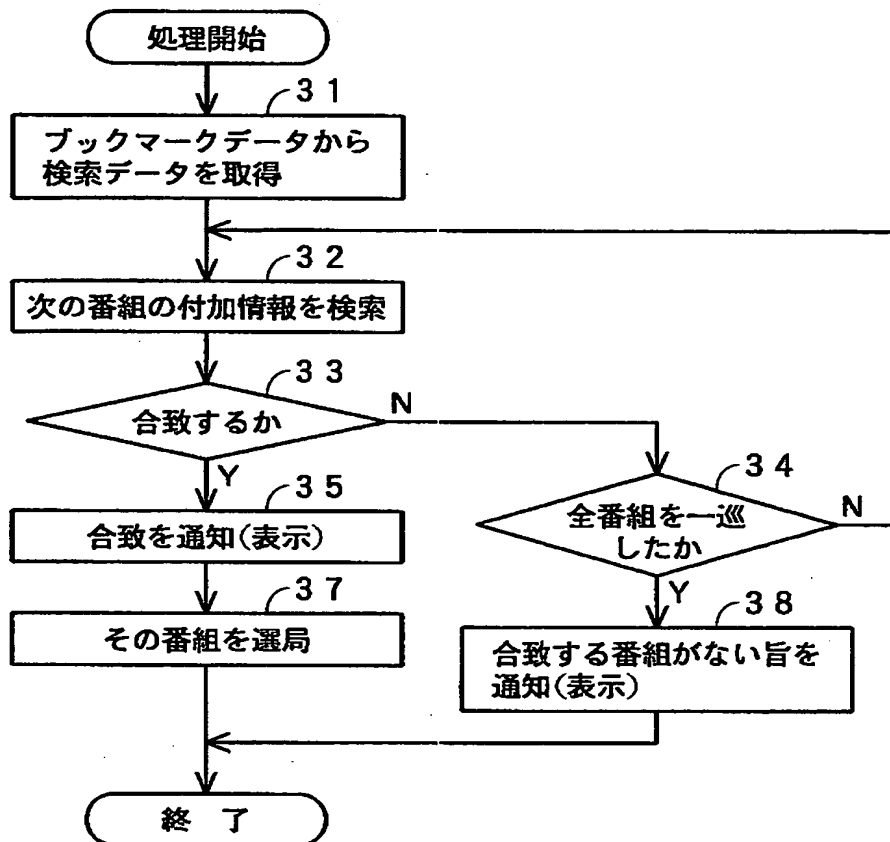 処理開始
３１
ブックマークデータから
検索データを取得
３２
次の番組の付加情報を検索
３３
合致するか
N
Y
３４
全番組を一巡
したか
N
Y
３５
合致を通知(表示)
３７
その番組を選局
３８
合致する番組がない旨を
通知(表示)
終 了